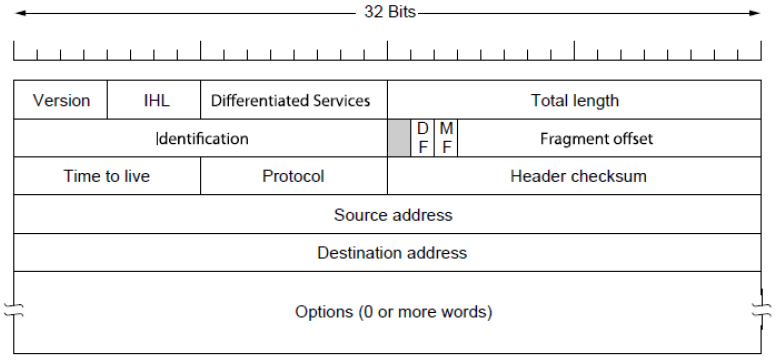 32 Bits
Version IHL Differentiated Services Total length
Identification D F M F Fragment offset
Time to live Protocol Header checksum
Source address
Destination address
Options (0 or more words)